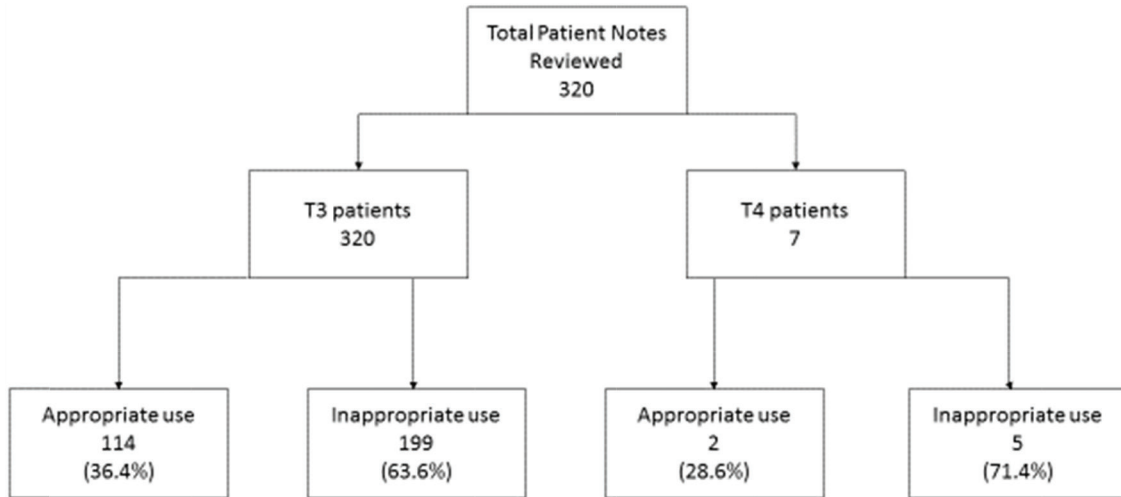 Total Patient Notes
Reviewed
320
T3 patients
320
T4 patients
7
Appropriate use
114
(36.4%)
Inappropriate use
199
(63.6%)
Appropriate use
2
(28.6%)
Inappropriate use
5
(71.4%)